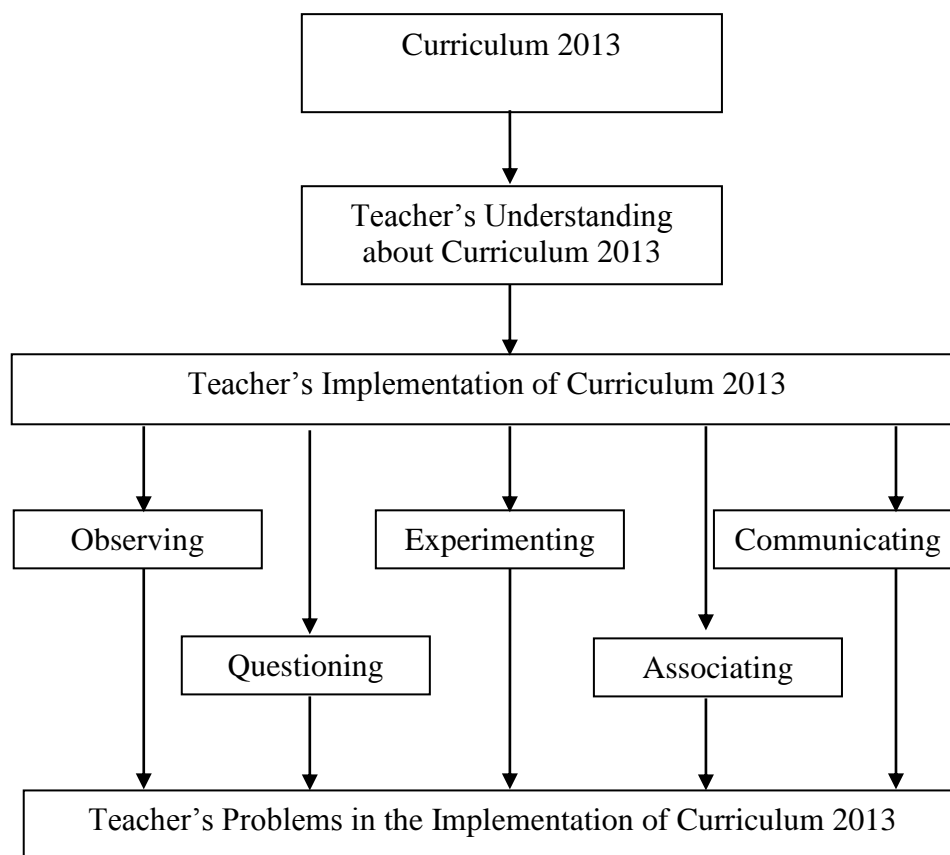 Curriculum 2013
Teacher’s Understanding
about Curriculum 2013
Teacher’s Implementation of Curriculum 2013
Observing
Experimenting
Communicating
Questioning
Associating
Teacher’s Problems in the Implementation of Curriculum 2013